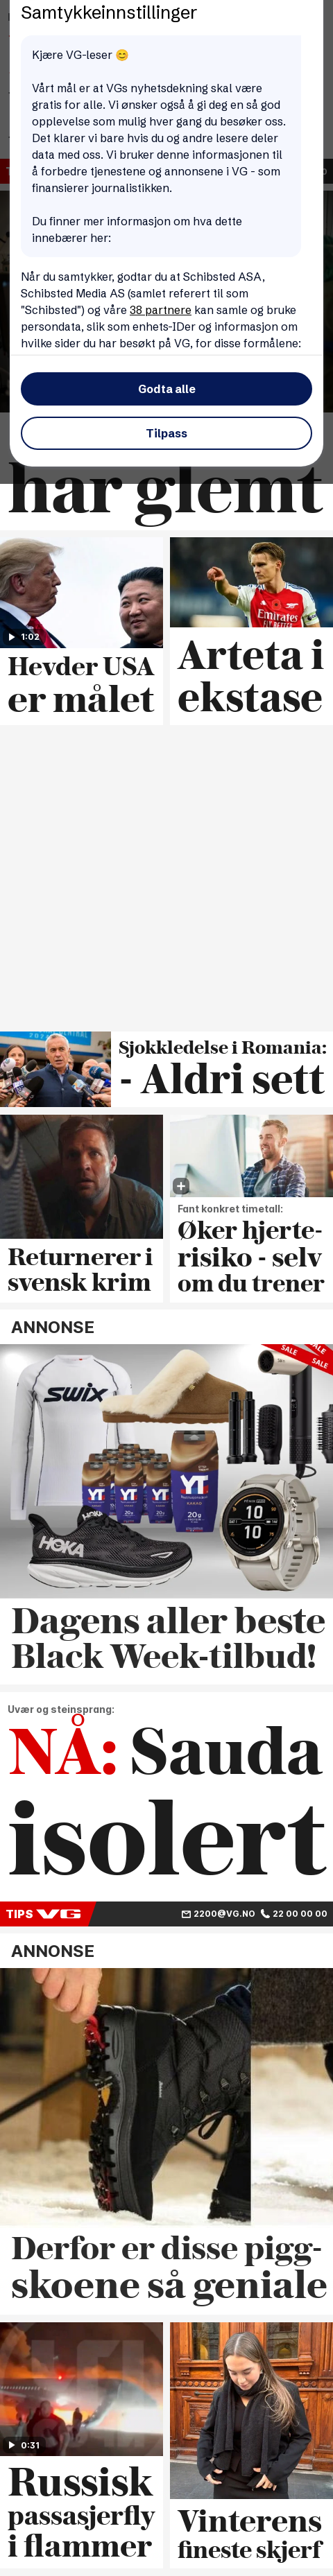 Samtykkeinnstillinger
Kjære VG-leser 😊
Vårt mål er at VGs nyhetsdekning skal være
gratis for alle. Vi ønsker også å gi deg en så god
opplevelse som mulig hver gang du besøker oss.
Det klarer vi bare hvis du og andre lesere deler
data med oss. Vi bruker denne informasjonen til
å forbedre tjenestene og annonsene i VG - som
finansierer journalistikken.
Du finner mer informasjon om hva dette
innebærer her:
Når du samtykker, godtar du at Schibsted ASA,
Schibsted Media AS (samlet referert til som
"Schibsted") og våre 38 partnere kan samle og bruke
persondata, slik som enhets-IDer og informasjon om
hvilke sider du har besøkt på VG, for disse formålene:
Godta alle
Tilpass
har glemt
1:02
Hevder USA
er målet
Arteta i
ekstase
Sjokkledelse i Romania:
- Aldri sett
Returnerer i
svensk krim
Fant konkret timetall:
Øker hjerte-
risiko - selv
om du trener
ANNONSE
SALE
SALE
SALE
SWIX
YT
KAKAO
20g
HOKA
10
10
Dagens aller beste
Black Week-tilbud!
Uvær og steinsprang:
NÅ: Sauda
isolert
TIPS VG
2200@VG.NO
22 00 00 00
ANNONSE
Derfor er disse pigg-
skoene så geniale
0:31
Russisk
passasjerfly
i flammer
Vinterens
fineste skjerf